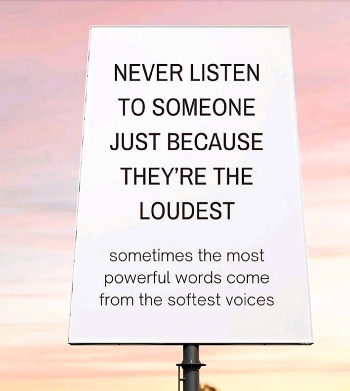 NEVER LISTEN
TO SOMEONE
JUST BECAUSE
THEY'RE THE
LOUDEST
sometimes the most
powerful words come
from the softest voices